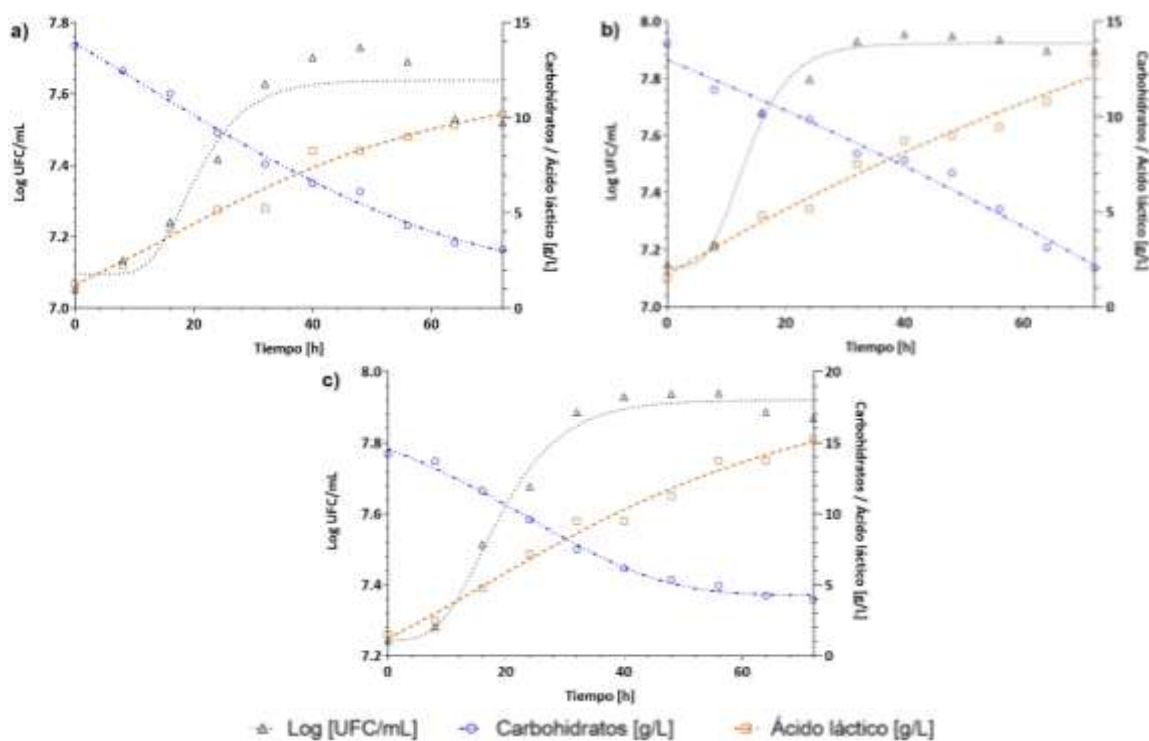 a)
7.8
7.6
7.4
7.2
7.0
Log UFC/mL
0
20
40
60
Tiempo [h]
15
10
5
0
Carbohidratos / Ácido láctico [g/L]
b)
8.0
7.8
7.6
7.4
7.2
7.0
Log UFC/mL
0
20
40
60
Tiempo [h]
15
10
5
0
Carbohidratos / Ácido láctico [g/L]
c)
8.0
7.8
7.6
7.4
7.2
Log UFC/mL
0
20
40
60
Tiempo [h]
20
15
10
5
0
Carbohidratos / Ácido láctico [g/L]
Log [UFC/mL]
Carbohidratos [g/L]
Ácido láctico [g/L]